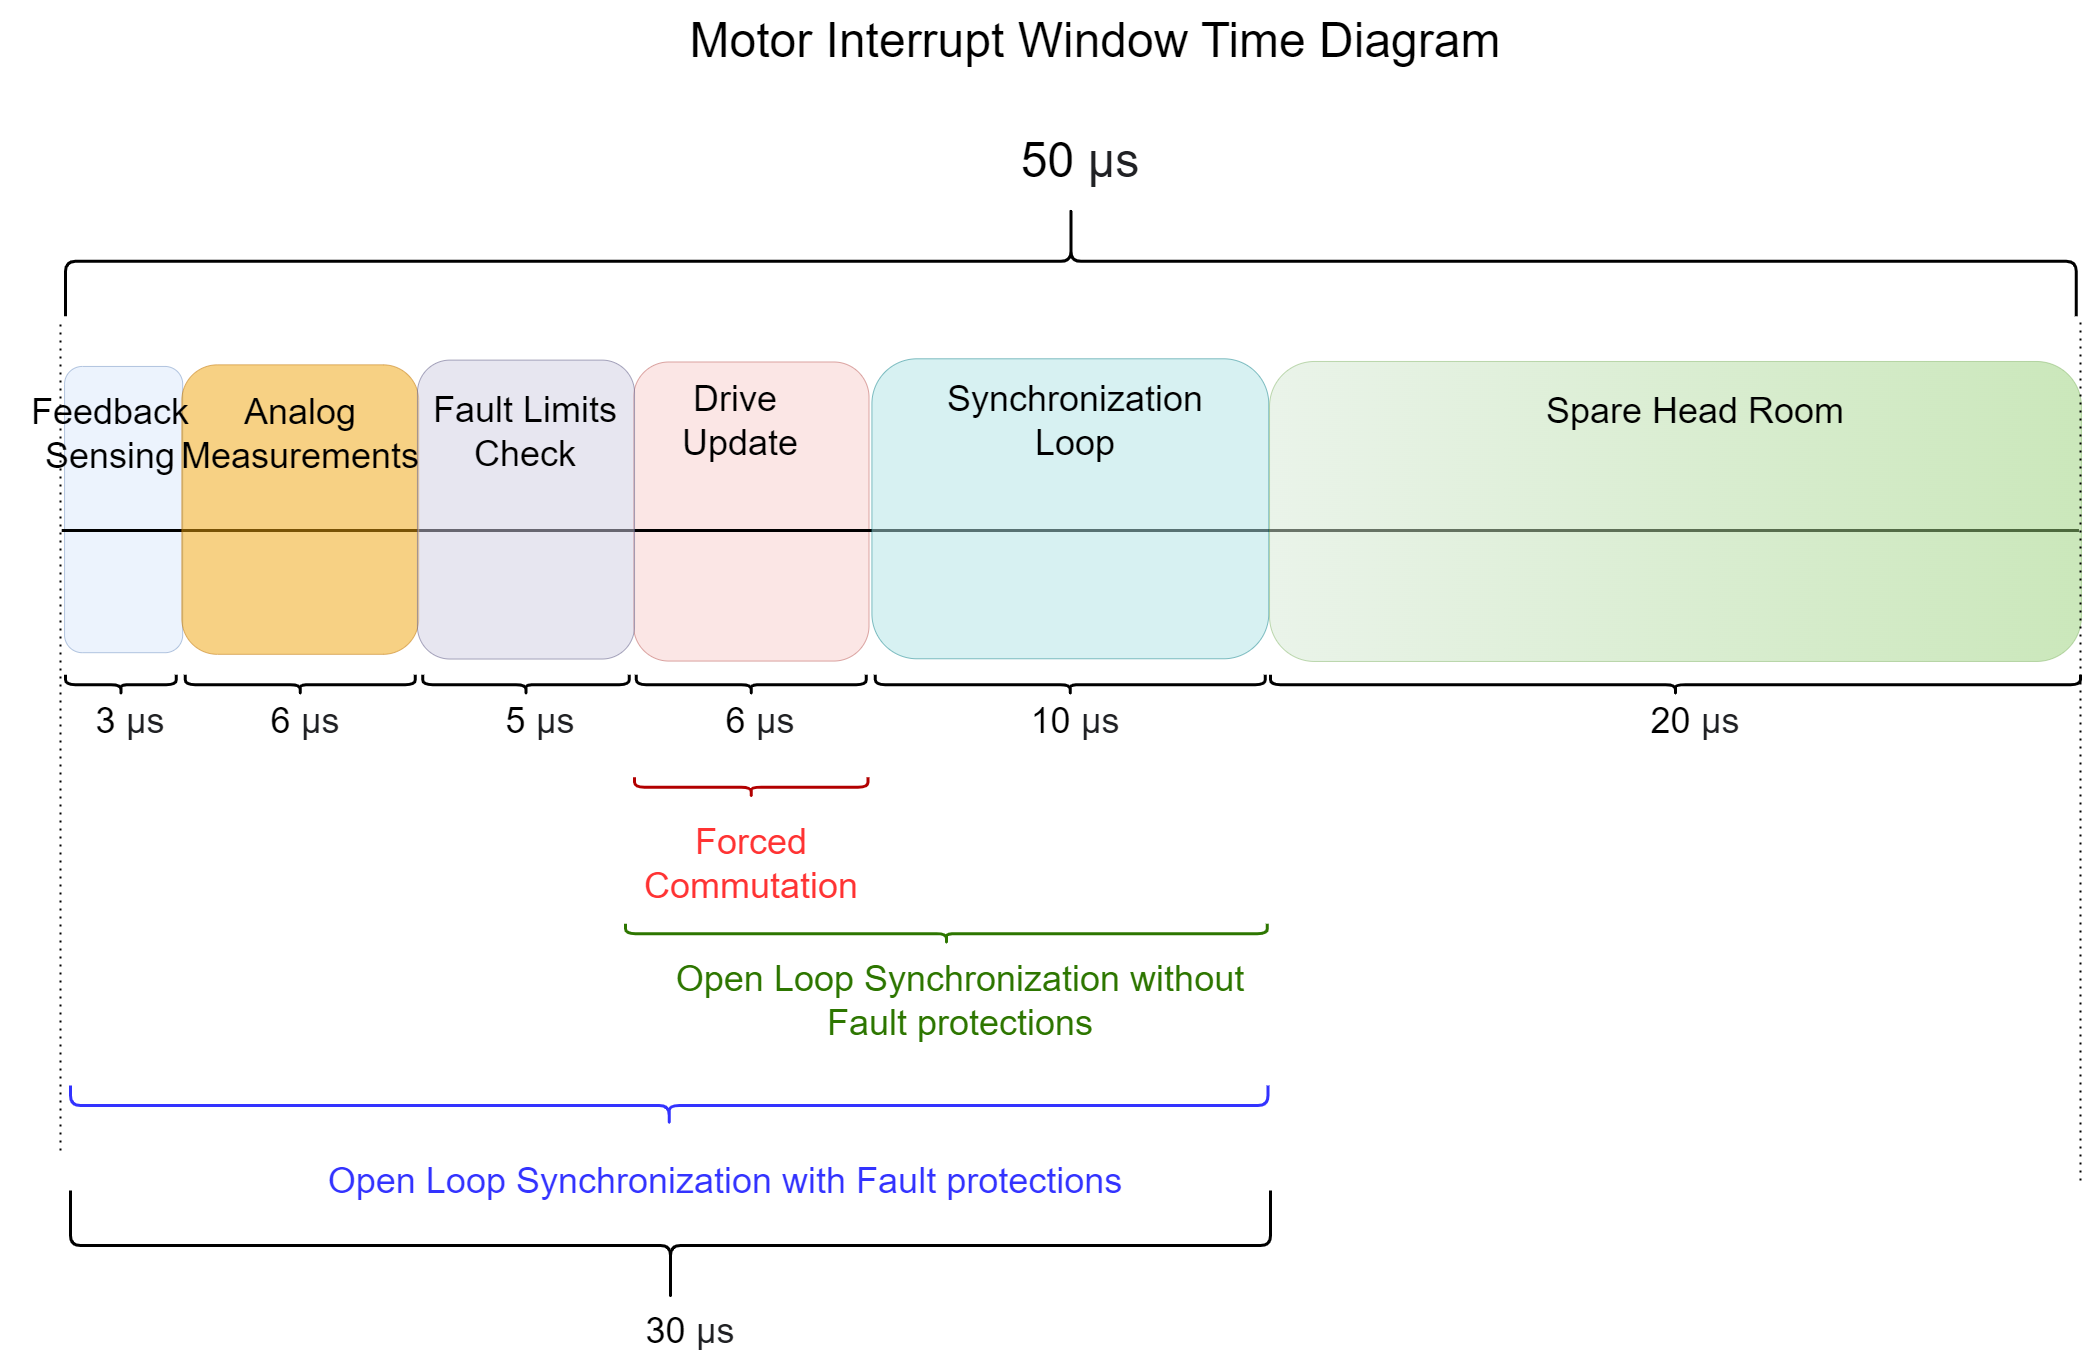 Motor Interrupt Window Time Diagram
50 µs
Feedback
Sensing
Analog
Measurements
Fault Limits
Check
Drive
Update
Synchronization
Loop
Spare Head Room
3 µs
6 µs
5 µs
6 µs
10 µs
20 µs
Forced
Commutation
Open Loop Synchronization without
Fault protections
Open Loop Synchronization with Fault protections
30 µs